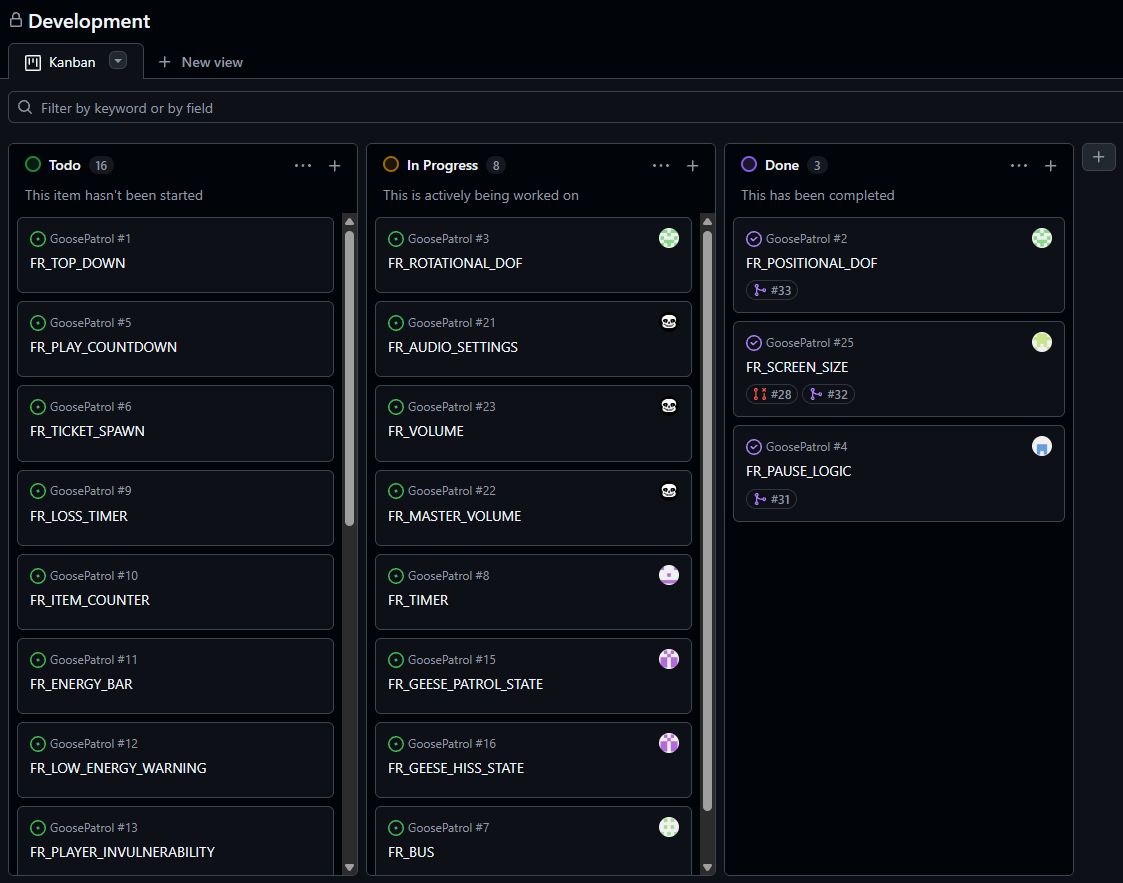 Development
Kanban
New view
Filter by keyword or by field
Todo 16
This item hasn't been started
GoosePatrol #1
FR_TOP_DOWN
GoosePatrol #5
FR_PLAY_COUNTDOWN
GoosePatrol #6
FR_TICKET_SPAWN
GoosePatrol #9
FR_LOSS_TIMER
GoosePatrol #10
FR_ITEM_COUNTER
GoosePatrol #11
FR_ENERGY_BAR
GoosePatrol #12
FR_LOW_ENERGY_WARNING
GoosePatrol #13
FR_PLAYER_INVULNERABILITY
In Progress 8
This is actively being worked on
GoosePatrol #3
FR_ROTATIONAL_DOF
GoosePatrol #21
FR_AUDIO_SETTINGS
GoosePatrol #23
FR_VOLUME
GoosePatrol #22
FR_MASTER_VOLUME
GoosePatrol #8
FR_TIMER
GoosePatrol #15
FR_GEESE_PATROL_STATE
GoosePatrol #16
FR_GEESE_HISS_STATE
GoosePatrol #7
FR_BUS
Done 3
This has been completed
GoosePatrol #2
FR_POSITIONAL_DOF
#33
GoosePatrol #25
FR_SCREEN_SIZE
#28 #32
GoosePatrol #4
FR_PAUSE_LOGIC
#31